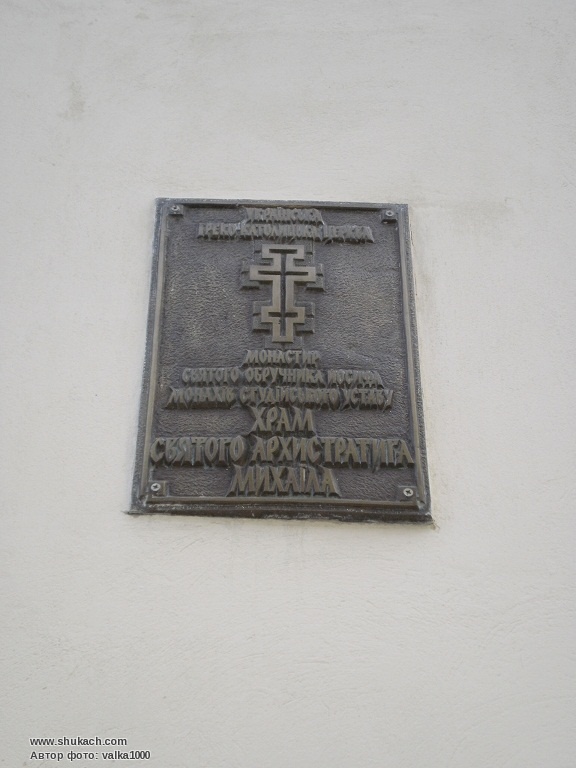 УКРАЇНСЬКА
ГРЕКО-КАТОЛИЦЬКА ЦЕРКВА
МОНАСТИР
СВЯТОГО ОБРУЧНИКА ЙОСИФА
МОНАХІВ СТУДІЙСЬКОГО УСТАВУ
ХРАМ
СВЯТОГО АРХИСТРАТИГА
МИХАЇЛА
www.shukach.com
Автор фото: valka1000